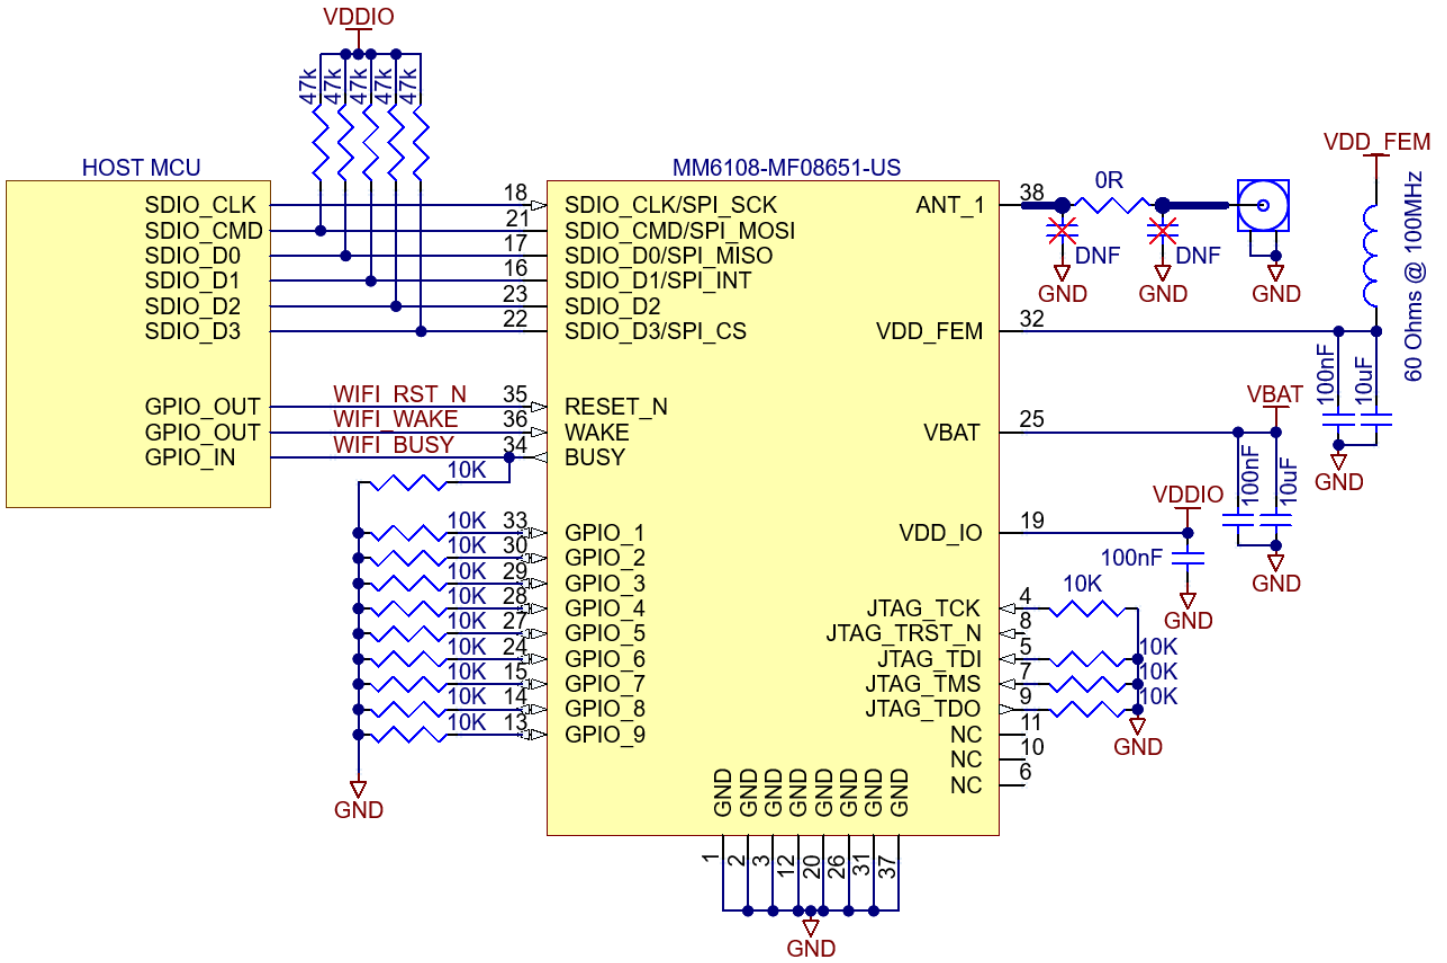 VDDIO
47k
47k
47k
47k
47k
HOST MCU
SDIO_CLK
SDIO_CMD
SDIO_D0
SDIO_D1
SDIO_D2
SDIO_D3
GPIO_OUT
GPIO_OUT
GPIO_IN
WIFI_RST_N
WIFI_WAKE
WIFI_BUSY
10K
10K
10K
10K
10K
10K
10K
10K
10K
10K
GND
MM6108-MF08651-US
18 SDIO_CLK/SPI_SCK
21 SDIO_CMD/SPI_MOSI
17 SDIO_D0/SPI_MISO
16 SDIO_D1/SPI_INT
23 SDIO_D2
22 SDIO_D3/SPI_CS
35 RESET_N
36 WAKE
34 BUSY
33 GPIO_1
30 GPIO_2
29 GPIO_3
28 GPIO_4
27 GPIO_5
24 GPIO_6
15 GPIO_7
14 GPIO_8
13 GPIO_9
ANT_1 38
VDD_FEM 32
VBAT 25
VDD_IO 19
JTAG_TCK 4
JTAG_TRST_N 8
JTAG_TDI 5
JTAG_TMS 7
JTAG_TDO 9
NC 11
NC 10
NC 6
GND GND GND GND GND GND GND GND
1 2 3 12 20 26 31 37
GND
0R
DNF
DNF
GND
GND
GND
VDD_FEM
60 Ohms @ 100MHz
100nF
10uF
GND
VBAT
100nF
10uF
GND
VDDIO
100nF
GND
10K
10K
10K
10K
GND